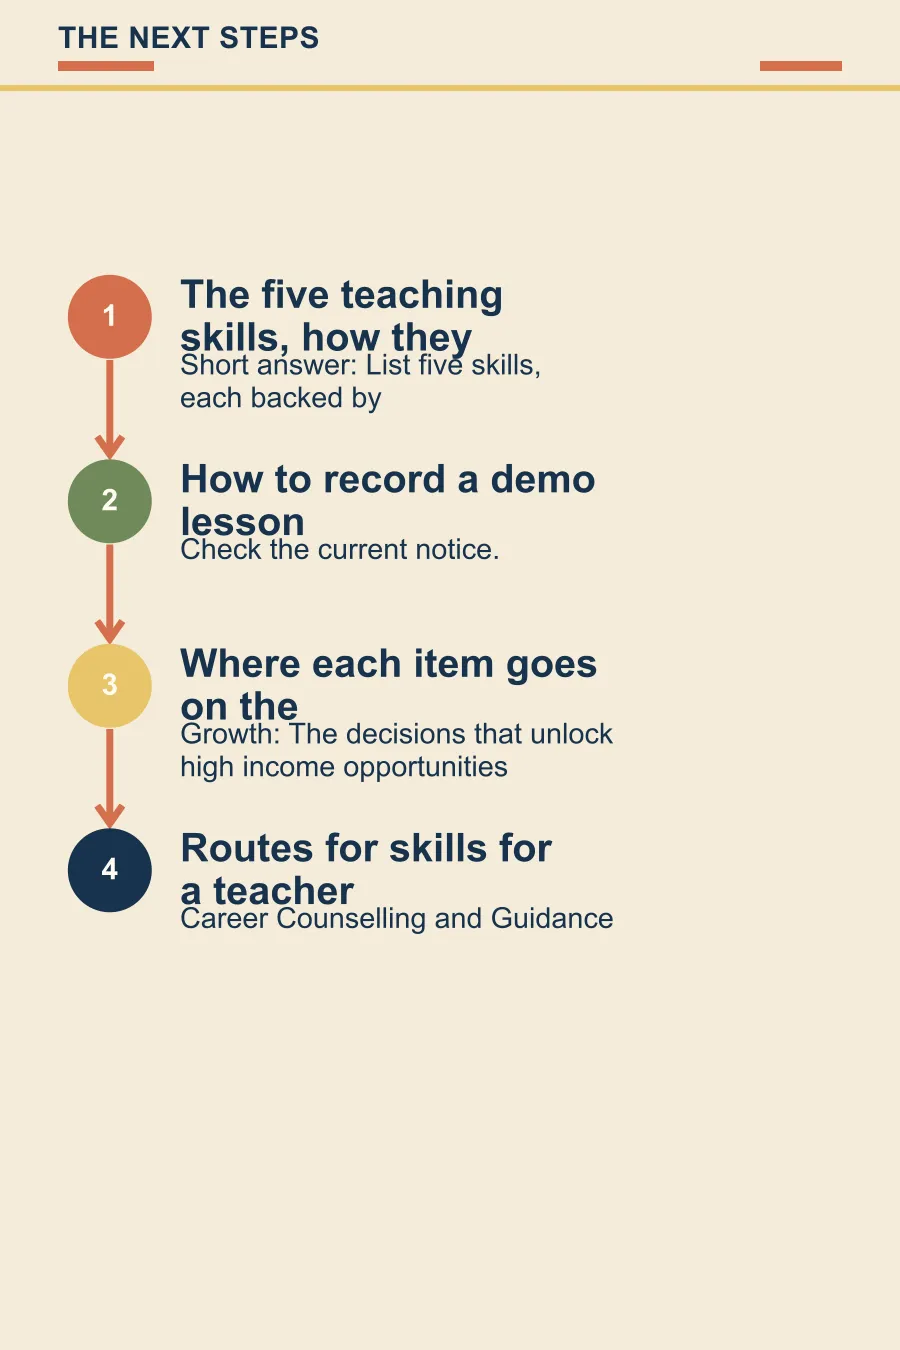 THE NEXT STEPS
1
The five teaching
skills, how they
Short answer: List five skills,
each backed by
2
How to record a demo
lesson
Check the current notice.
3
Where each item goes
on the
Growth: The decisions that unlock
high income opportunities
4
Routes for skills for
a teacher
Career Counselling and Guidance